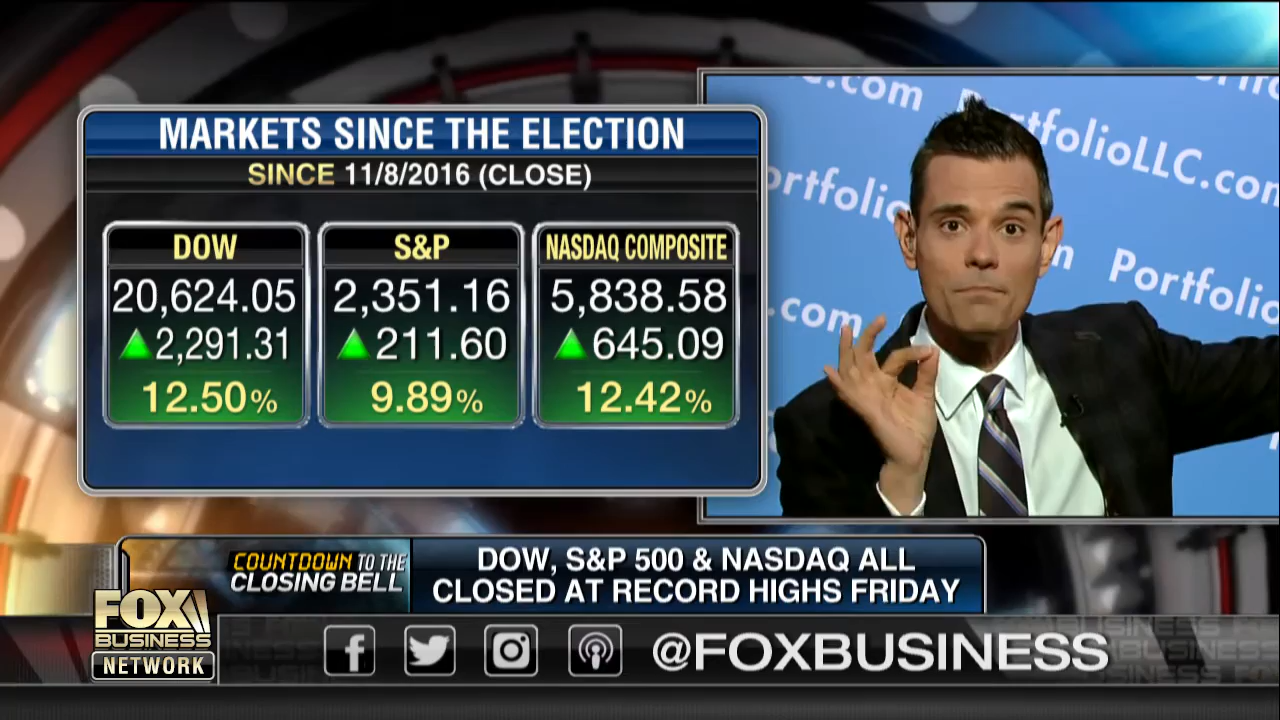 MARKETS SINCE THE ELECTION
SINCE 11/8/2016 (CLOSE)
DOW
20,624.05
2,291.31
12.50%
S&P
2,351.16
211.60
9.89%
NASDAQ COMPOSITE
5,838.58
645.09
12.42%
.com PortfolioLLC.com
Portfolio
.com
COUNTDOWN TO THE
CLOSING BELL
DOW, S&P 500 & NASDAQ ALL
CLOSED AT RECORD HIGHS FRIDAY
FOX
BUSINESS
NETWORK
@FOXBUSINESS